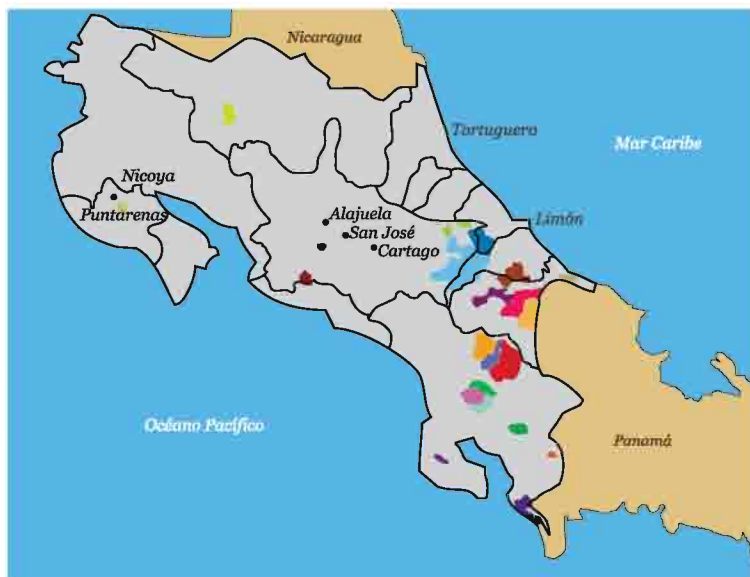 Nicaragua
Tortuguero
Mar Caribe
Nicoya
Puntarenas
Alajuela
San José
Cartago
Limón
Océano Pacífico
Panamá